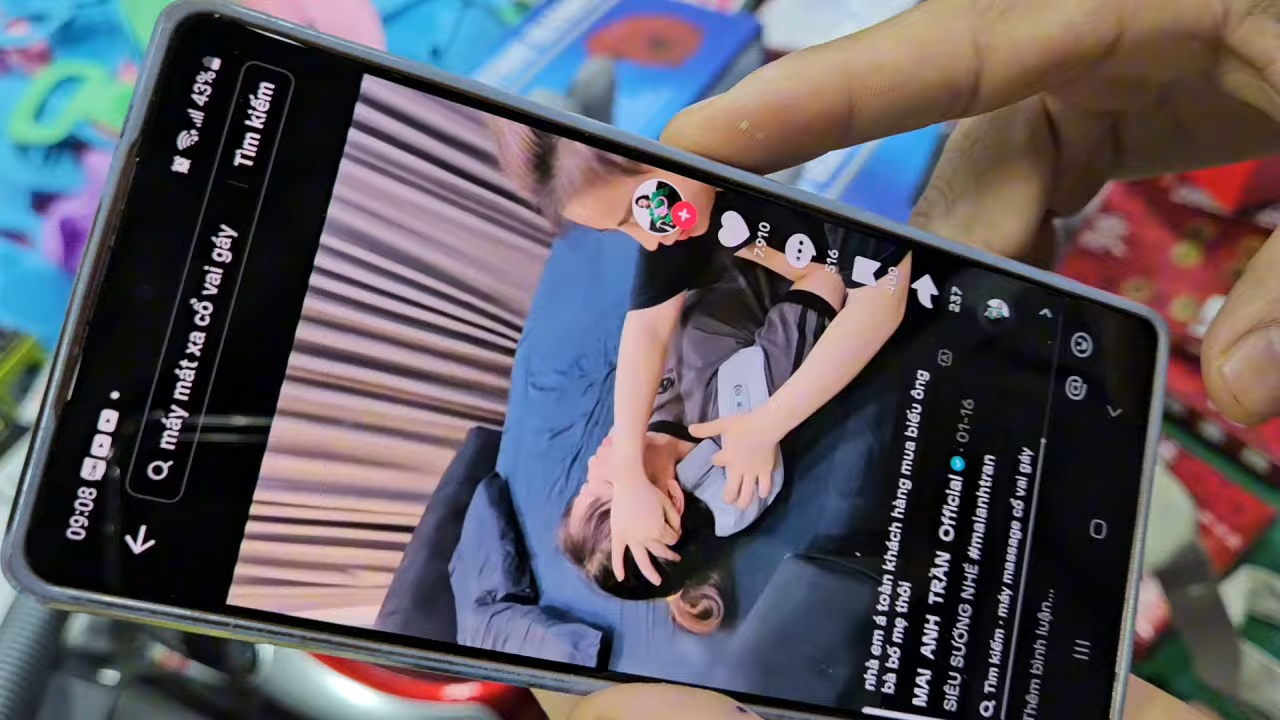 09:08
43%
máy mát xa cổ vai gáy
Tìm kiếm
7.910
516
400
237
nhà em á toàn khách hàng mua biếu ông
bà bố mẹ thôi
MAI ANH TRẦN Official · 01-16
SIÊU SƯỚNG NHÉ #maianhtran
Tìm kiếm · máy massage cổ vai gáy
Thêm bình luận...